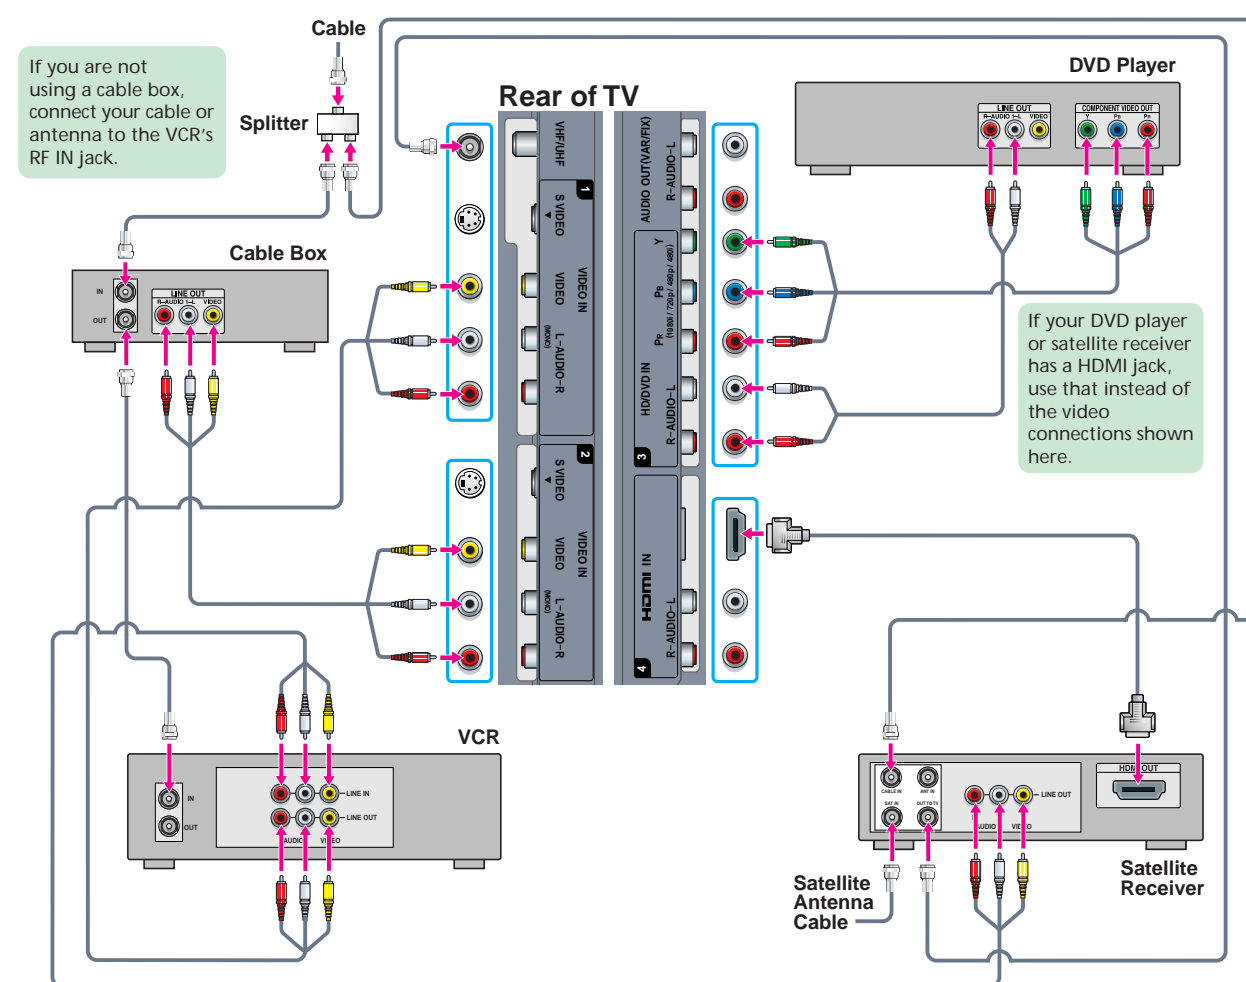 Cable
If you are not
using a cable box,
connect your cable or
antenna to the VCR's
RF IN jack.
Splitter
Rear of TV
DVD Player
LINE OUT
R–AUDIO–L VIDEO
COMPONENT VIDEO OUT
Y PB PR
Cable Box
IN
OUT
LINE OUT
R–AUDIO–L VIDEO
VHF/UHF
1
S VIDEO
VIDEO IN
VIDEO
L–AUDIO–R
(MONO)
2
S VIDEO
VIDEO IN
VIDEO
L–AUDIO–R
(MONO)
AUDIO OUT(VAR/FIX)
R–AUDIO–L
Y
PB
PR
(1080i/720p/480p/480i)
HD/DVD IN
R–AUDIO–L
3
HDMI IN
R–AUDIO–L
4
If your DVD player
or satellite receiver
has a HDMI jack,
use that instead of
the video
connections shown
here.
VCR
IN
OUT
LINE IN
LINE OUT
AUDIO VIDEO
CABLE IN
ANT IN
SAT IN
OUT TO TV
LINE OUT
AUDIO VIDEO
HDMI OUT
Satellite
Antenna
Cable
Satellite
Receiver